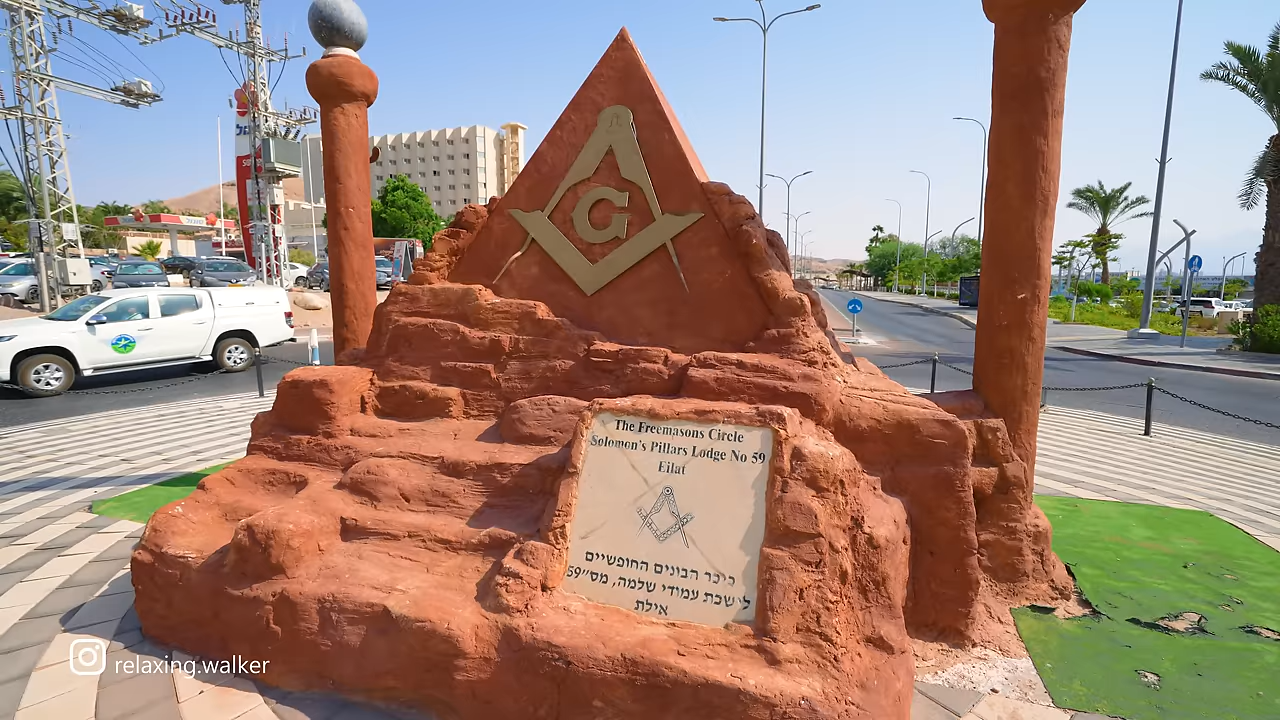 G
The Freemasons Circle
Solomon's Pillars Lodge No 59
Eilat
כיכר הבונים החופשיים
לישכת עמודי שלמה, מס״59
אילת
relaxing.walker